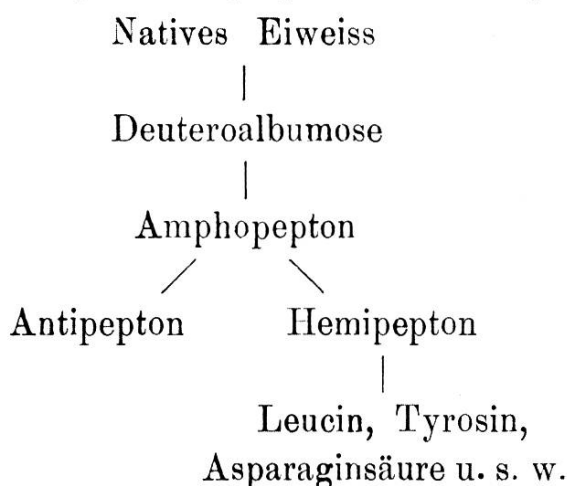 Natives Eiweiss
Deuteroalbumose
Amphopepton
Antipepton Hemipepton
Leucin, Tyrosin,
Asparaginsäure u. s. w.